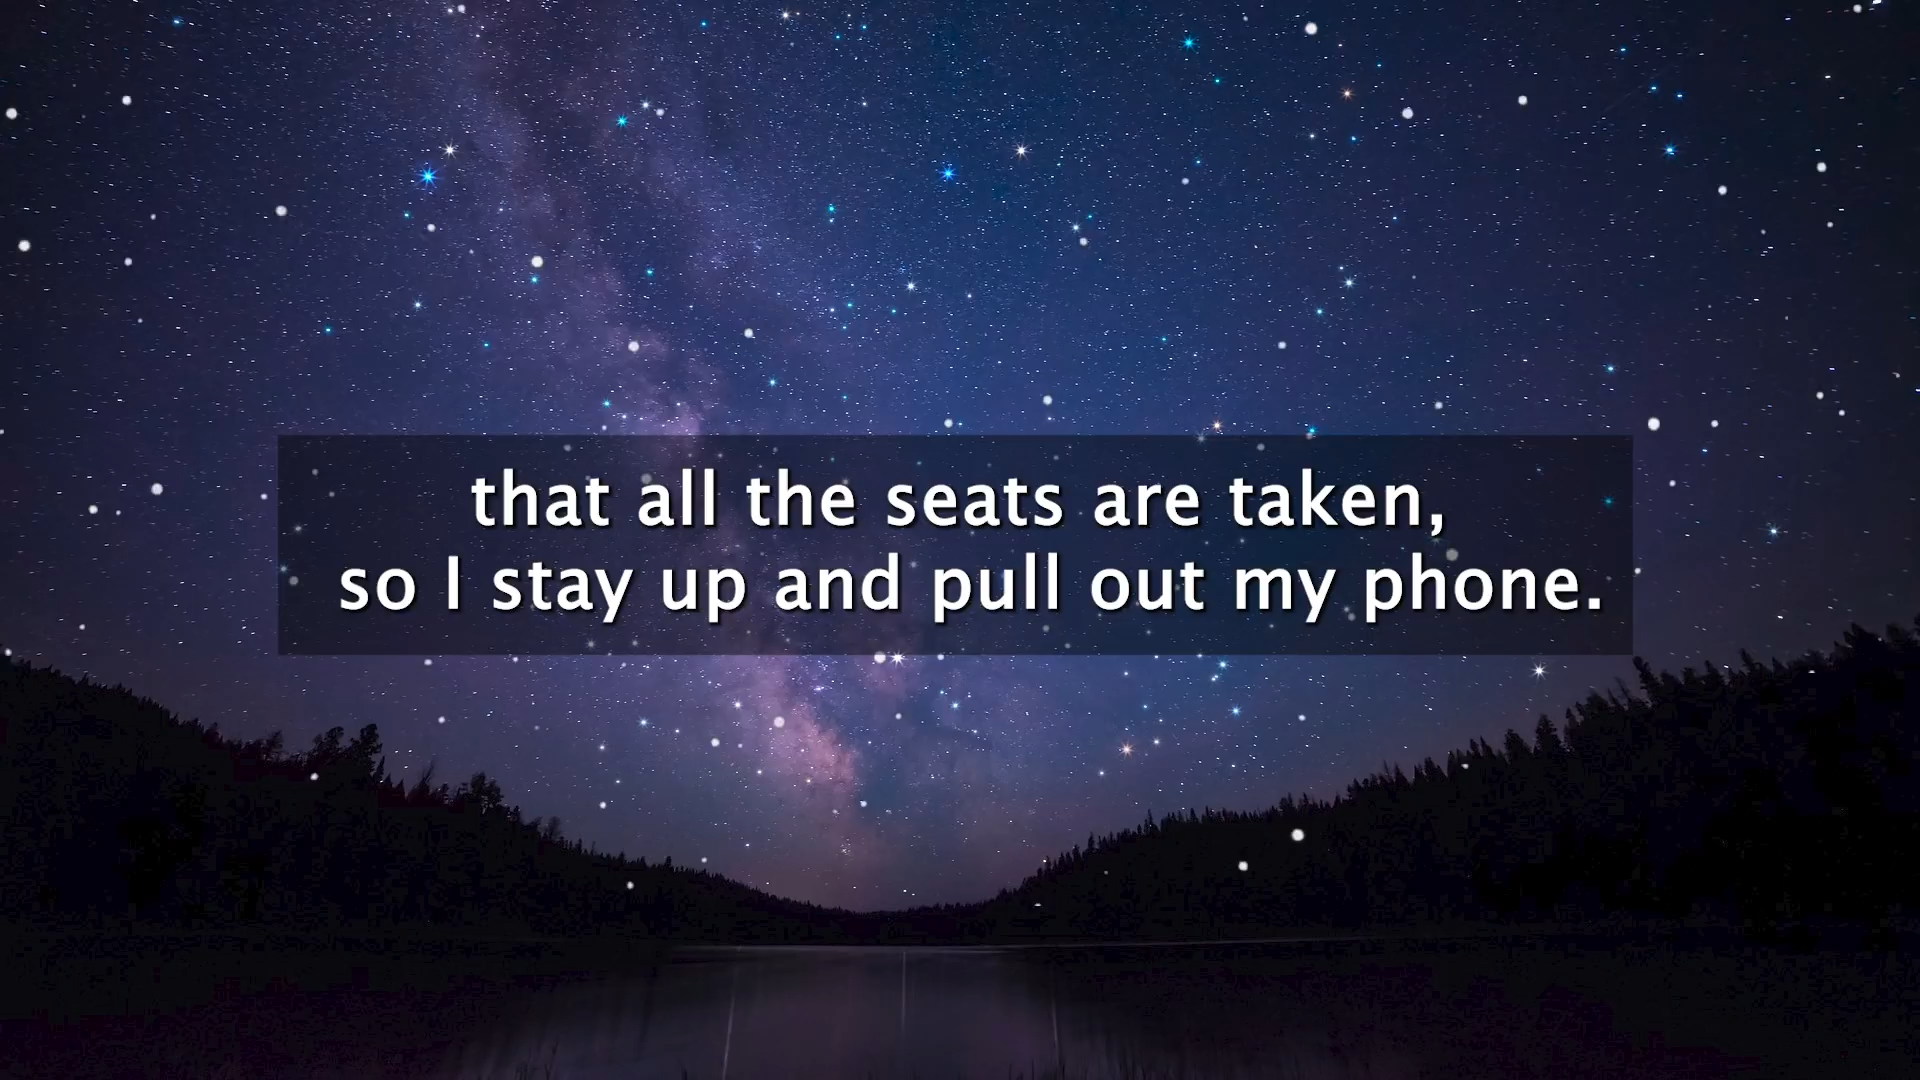 that all the seats are taken,
so I stay up and pull out my phone.